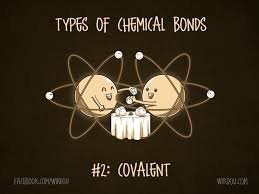 TYPES OF CHEMICAL BONDS
#2: COVALENT
FACEBOOK.COM/WIRDOU
WIRDOU.COM